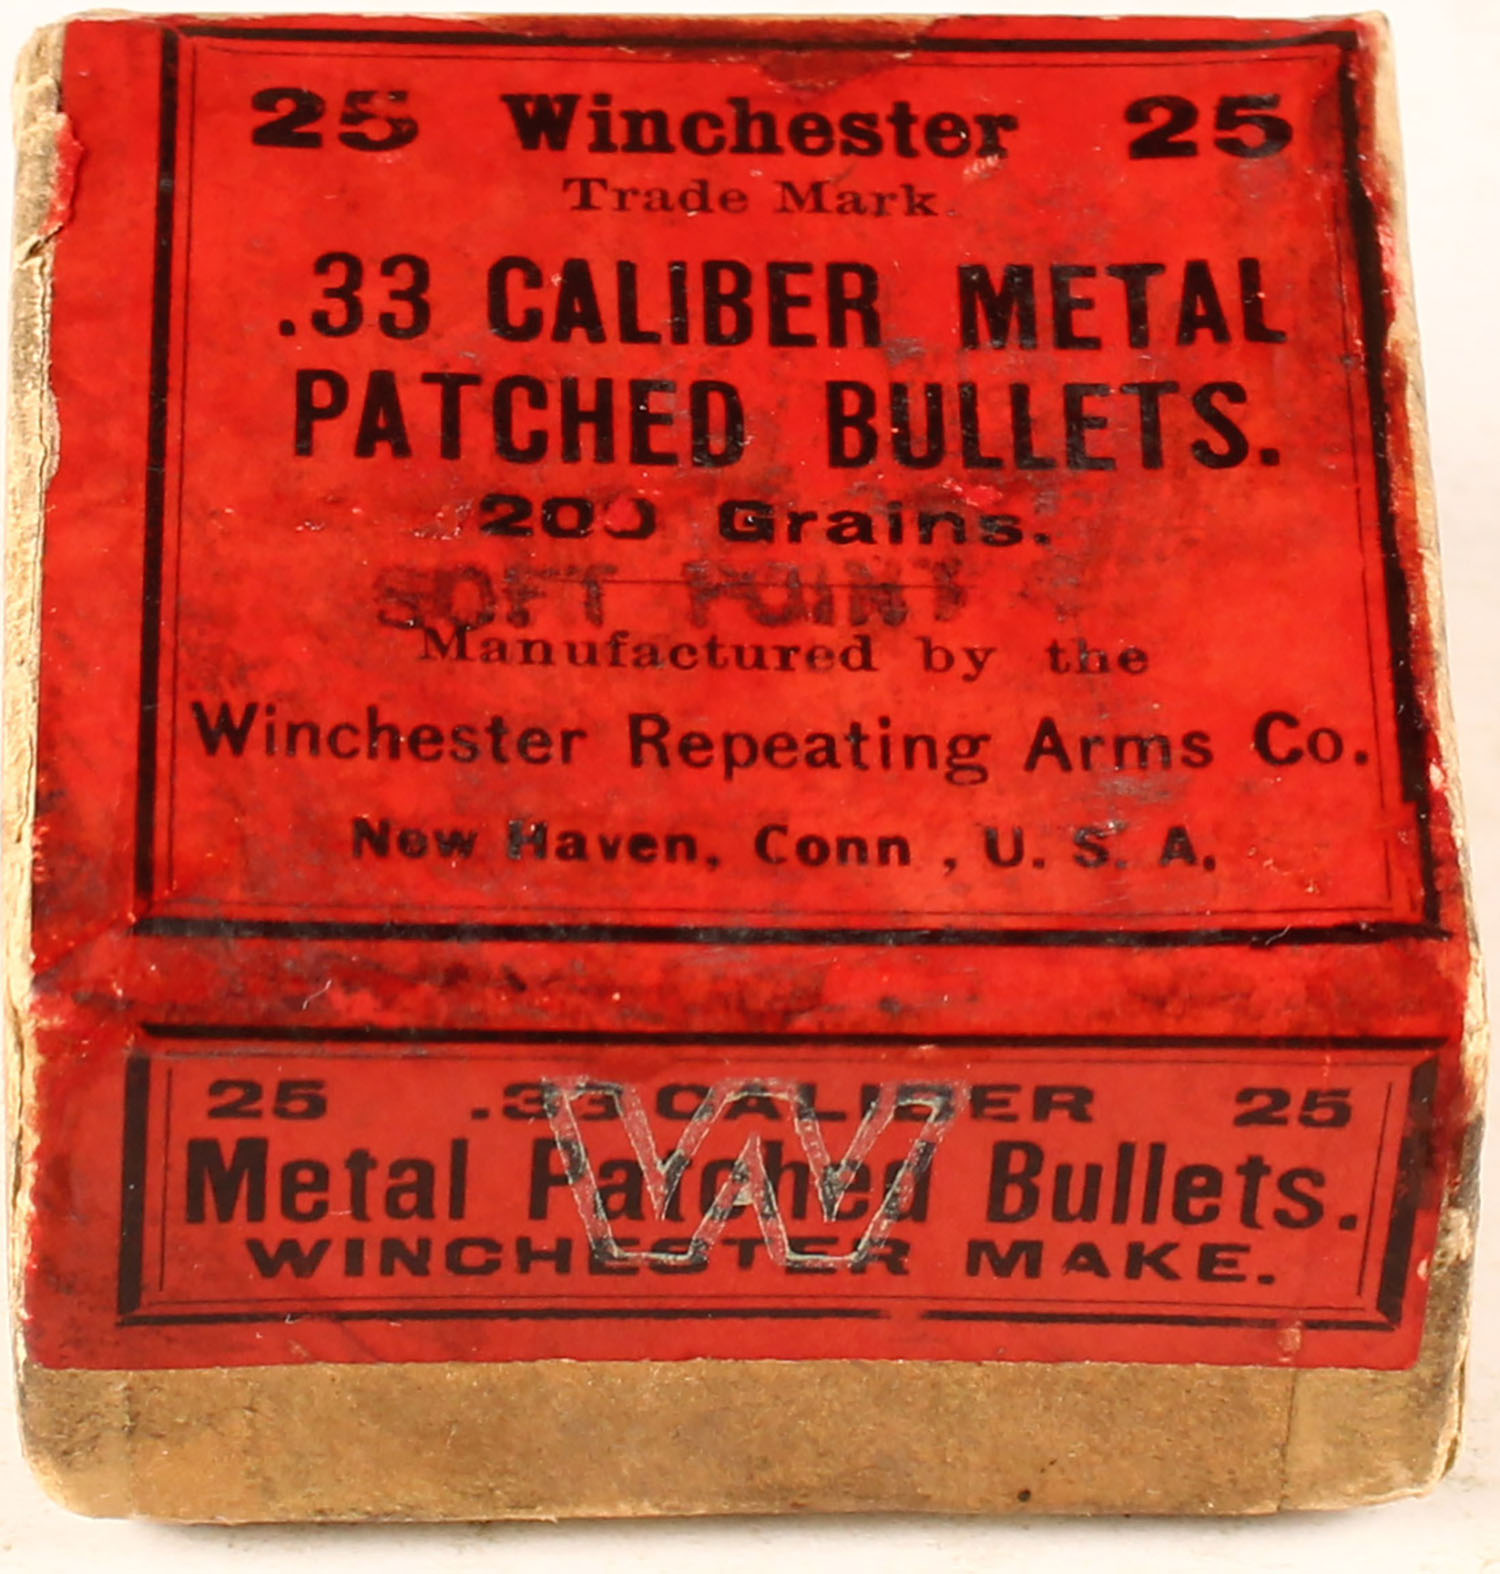 25 Winchester 25
Trade Mark.
.33 CALIBER METAL
PATCHED BULLETS.
200 Grains.
SOFT POINT
Manufactured by the
Winchester Repeating Arms Co.
New Haven, Conn., U. S. A.
25 .33 CALIBER 25
Metal Patched Bullets.
W
WINCHESTER MAKE.